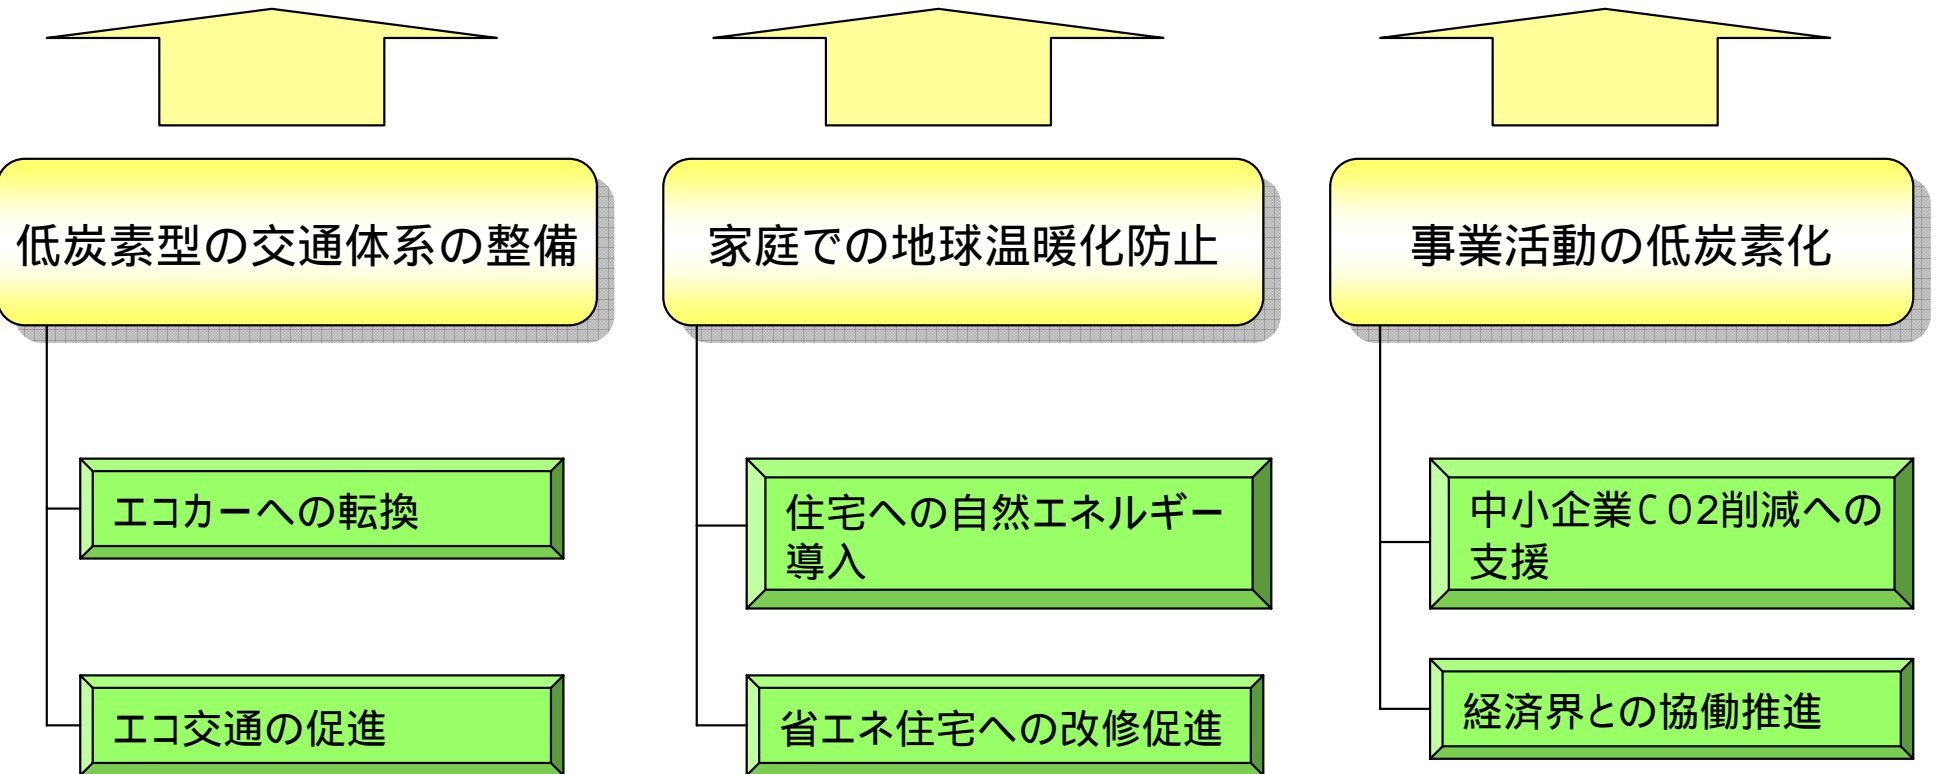 低炭素型の交通体系の整備
エコカーへの転換
エコ交通の促進
家庭での地球温暖化防止
住宅への自然エネルギー
導入
省エネ住宅への改修促進
事業活動の低炭素化
中小企業CO2削減への
支援
経済界との協働推進